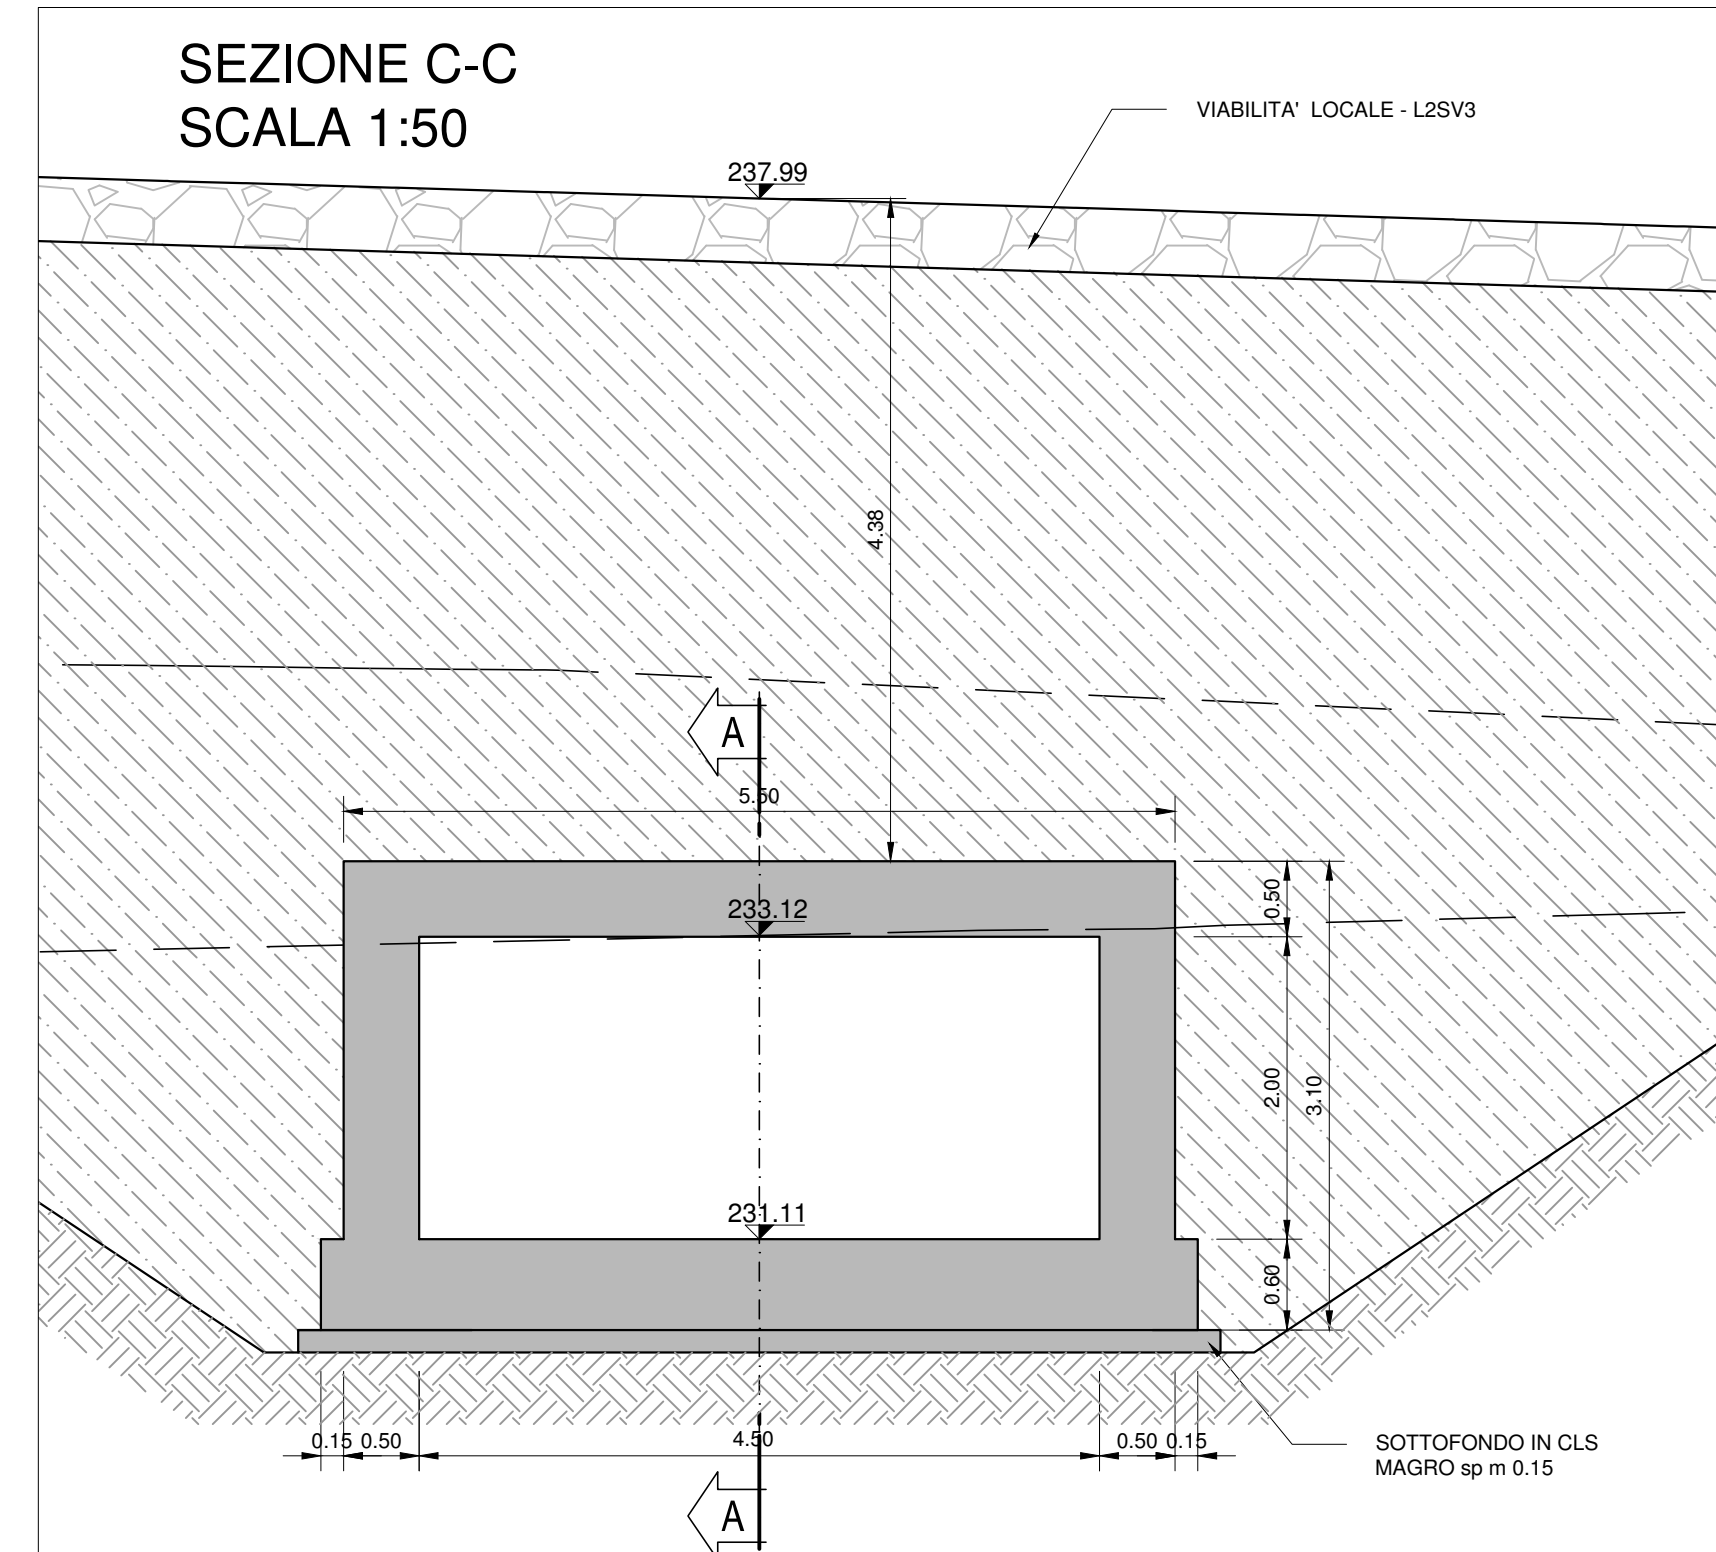 SEZIONE C-C
SCALA 1:50
VIABILITA' LOCALE - L2SV3
237.99
4.38
A
5.50
233.12
0.50
2.00
3.10
231.11
0.60
0.15 0.50 4.50 0.50 0.15
SOTTOFONDO IN CLS
MAGRO sp m 0.15
A